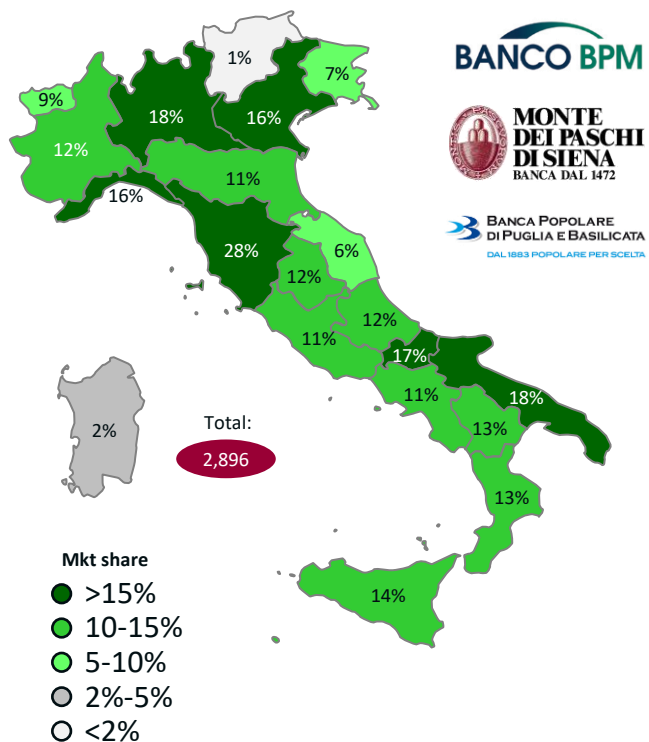 1%
7%
BANCO BPM
9%
18%
16%
MONTE
DEI PASCHI
DI SIENA
BANCA DAL 1472
12%
11%
16%
28%
6%
BANCA POPOLARE
DI PUGLIA E BASILICATA
DAL 1883 POPOLARE PER SCELTA
12%
12%
11%
17%
11%
18%
2%
Total:
13%
2,896
13%
Mkt share
>15%
14%
10-15%
5-10%
2%-5%
<2%